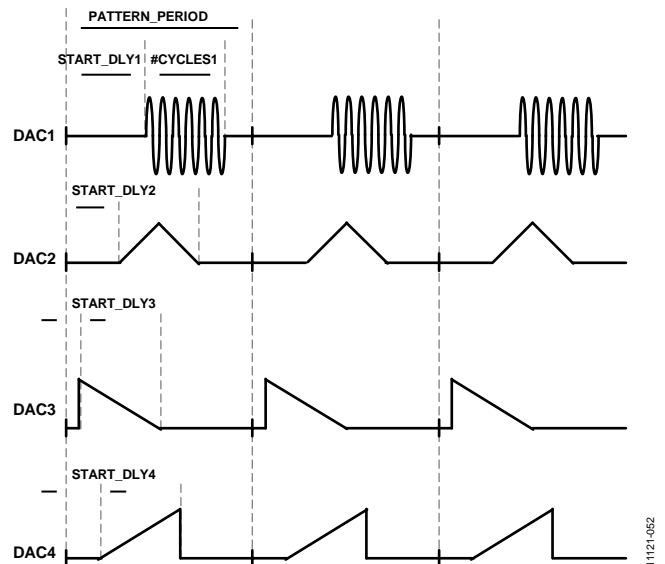 PATTERN_PERIOD
START_DLY1 #CYCLES1
DAC1
START_DLY2
DAC2
START_DLY3
DAC3
START_DLY4
DAC4
11121-052